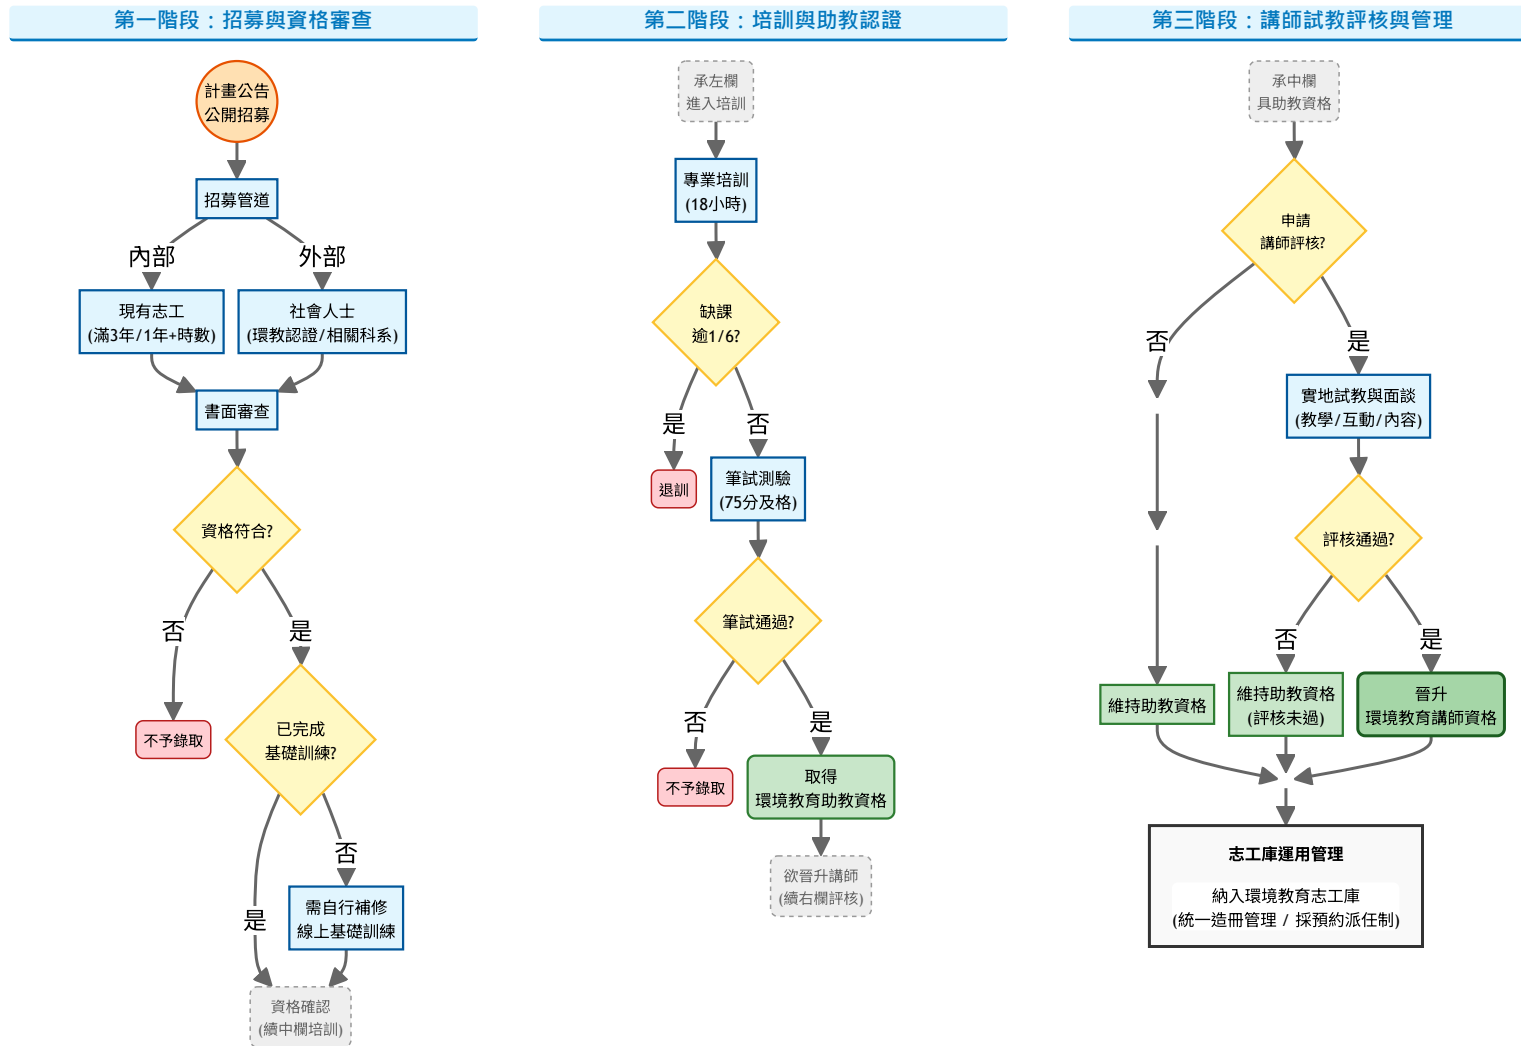 第一階段：招募與資格審查
計畫公告
公開招募
招募管道
內部
外部
現有志工
(滿3年/1年+時數)
社會人士
(環教認證/相關科系)
書面審查
資格符合?
否
是
不予錄取
已完成
基礎訓練?
否
是
需自行補修
線上基礎訓練
資格確認
(續中欄培訓)
第二階段：培訓與助教認證
承左欄
進入培訓
專業培訓
(18小時)
缺課
逾1/6?
是
否
退訓
筆試測驗
(75分及格)
筆試通過?
否
是
不予錄取
取得
環境教育助教資格
欲晉升講師
(續右欄評核)
第三階段：講師試教評核與管理
承中欄
具助教資格
申請
講師評核?
否
是
實地試教與面談
(教學/互動/內容)
評核通過?
否
是
維持助教資格
維持助教資格
(評核未過)
晉升
環境教育講師資格
志工庫運用管理
納入環境教育志工庫
(統一造冊管理 / 採預約派任制)